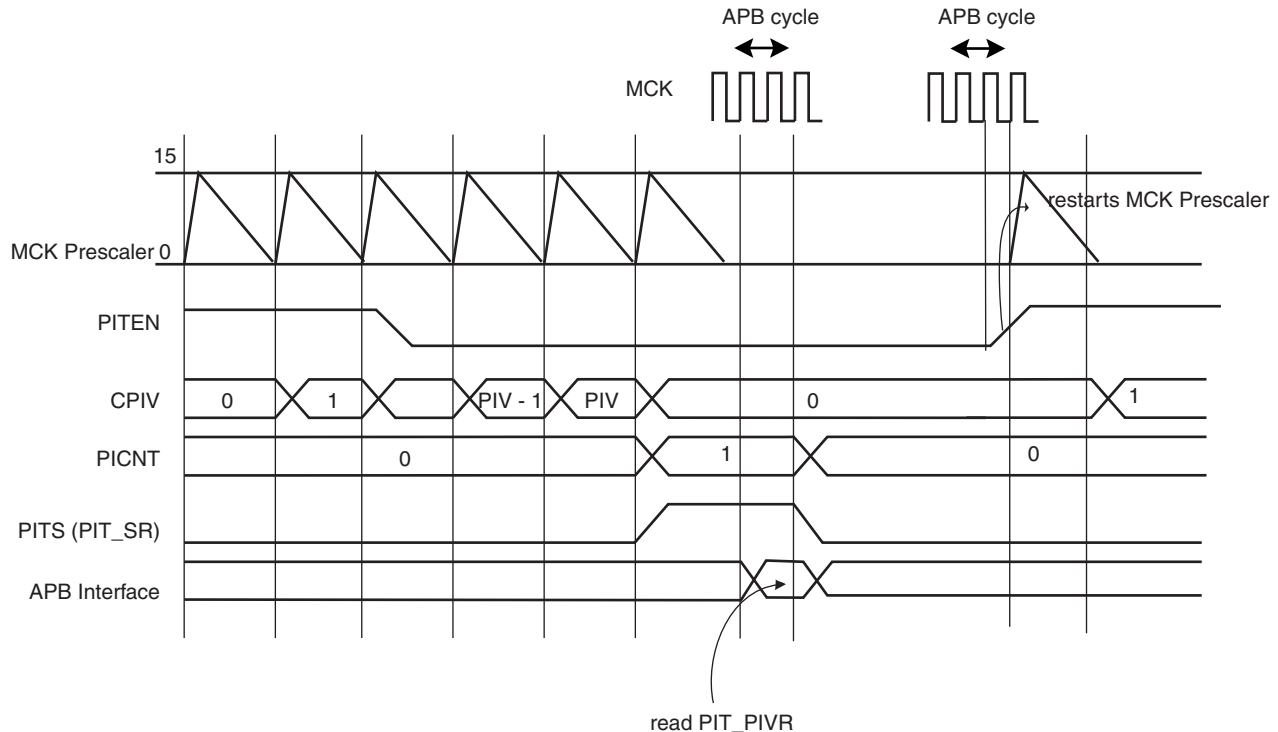 APB cycle
APB cycle
MCK
15
restarts MCK Prescaler
MCK Prescaler 0
PITEN
CPIV
0
1
PIV - 1
PIV
0
1
PICNT
0
1
0
PITS (PIT_SR)
APB Interface
read PIT_PIVR